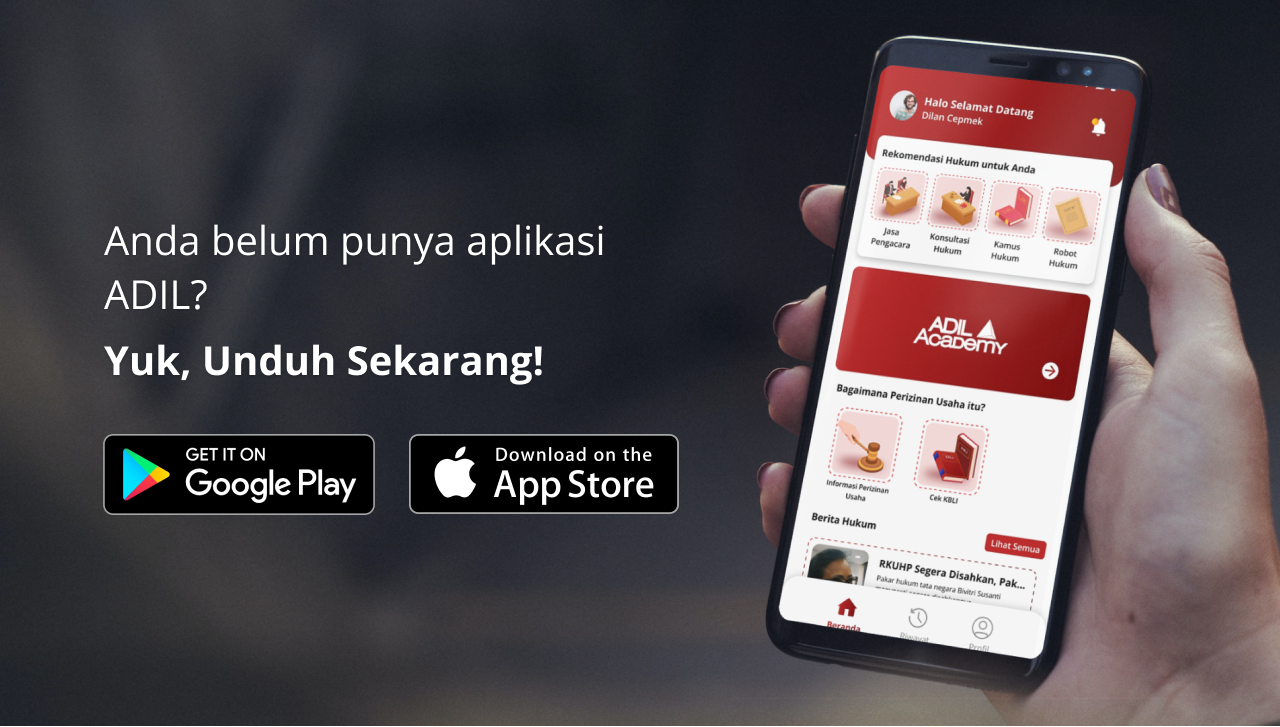 Anda belum punya aplikasi
ADIL?
Yuk, Unduh Sekarang!
GET IT ON
Google Play
Download on the
App Store
Halo Selamat Datang
Dilan Cepmek
Rekomendasi Hukum untuk Anda
Jasa
Pengacara
Konsultasi
Hukum
Kamus
Hukum
Robot
Hukum
ADIL
Academy
Bagaimana Perizinan Usaha itu?
Informasi Perizinan
Usaha
Cek KBLI
Berita Hukum
Lihat Semua
RKUHP Segera Disahkan, Pak...
Pakar hukum tata negara Bivitri Susanti
Beranda
Riwayat
Profil